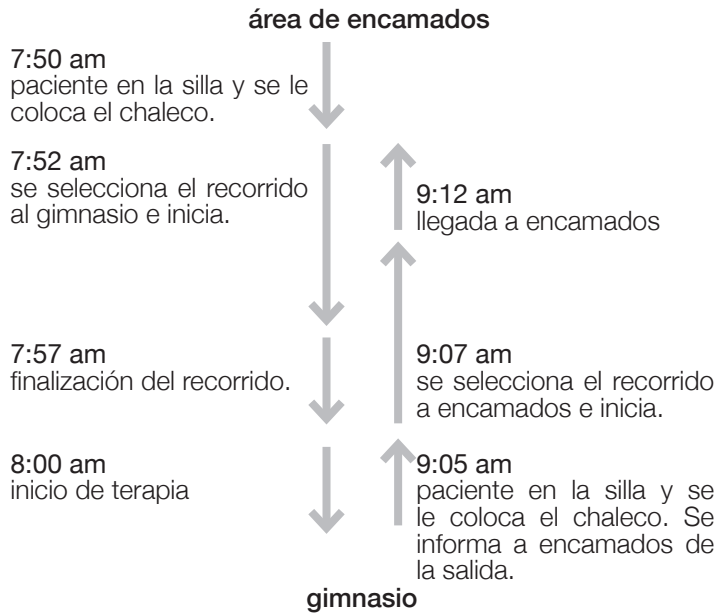 área de encamados
7:50 am
paciente en la silla y se le
coloca el chaleco.
7:52 am
se selecciona el recorrido
al gimnasio e inicia.
7:57 am
finalización del recorrido.
8:00 am
inicio de terapia
9:12 am
llegada a encamados
9:07 am
se selecciona el recorrido
a encamados e inicia.
9:05 am
paciente en la silla y se
le coloca el chaleco. Se
informa a encamados de
la salida.
gimnasio